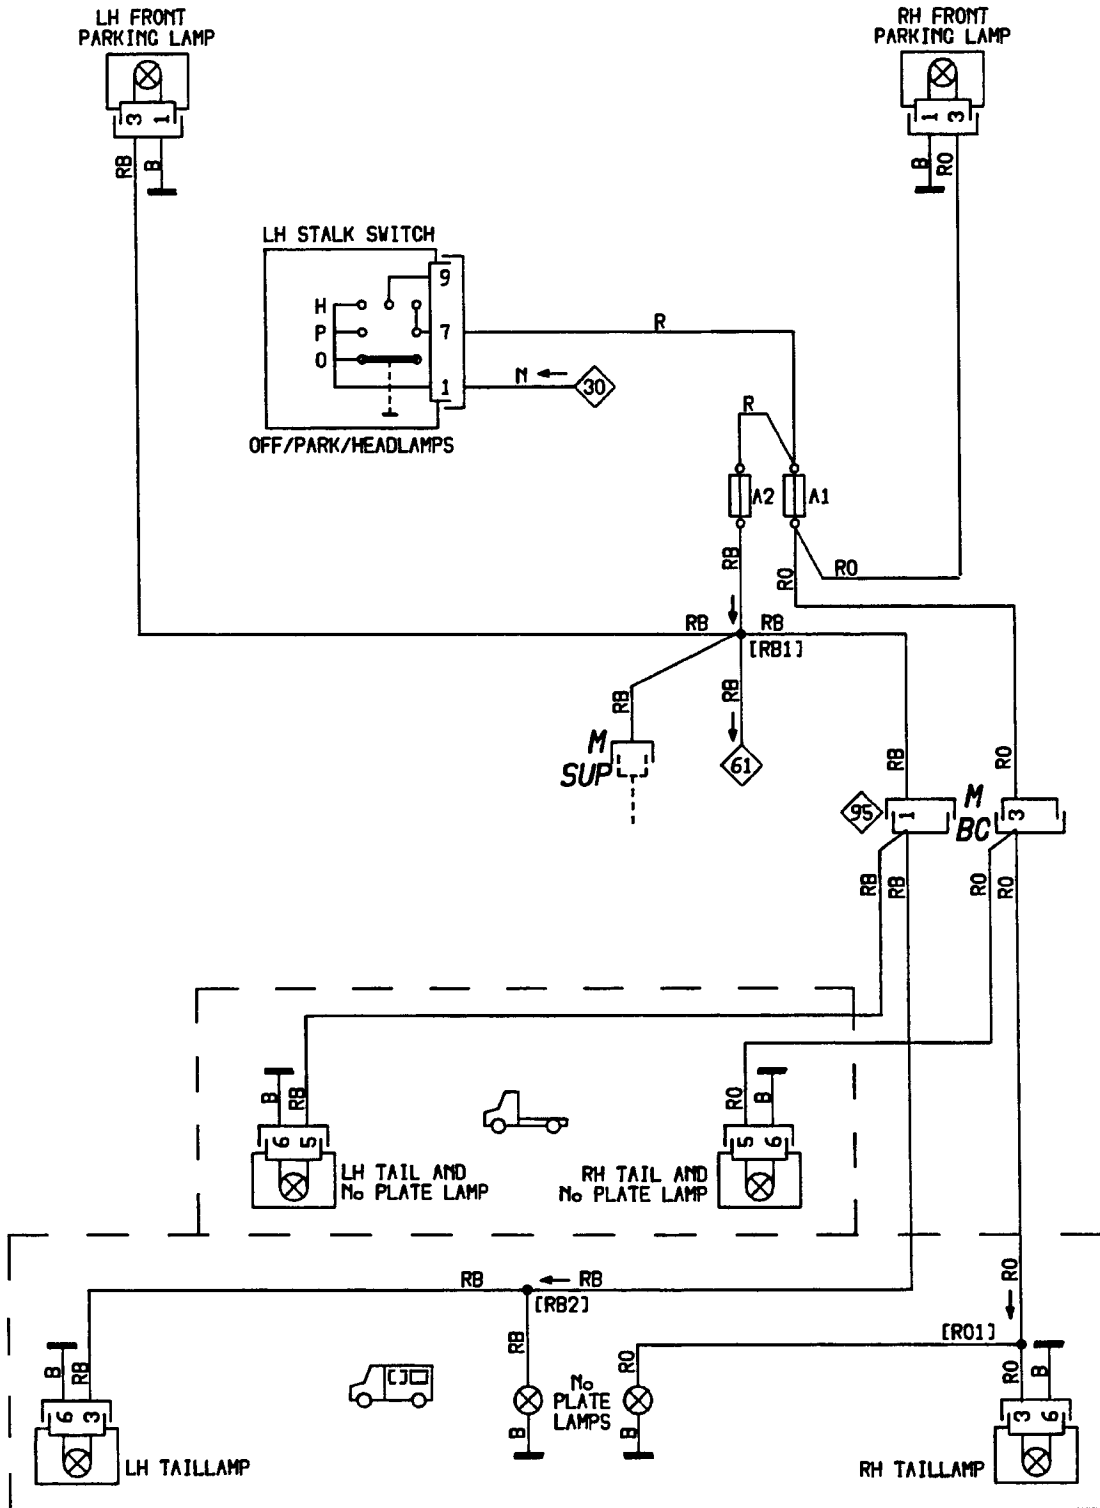 LH FRONT
PARKING LAMP
RH FRONT
PARKING LAMP
3 1
1 3
RB
B
B
RO
LH STALK SWITCH
9
H
P
7
R
O
1
N
30
OFF/PARK/HEADLAMPS
R
A2
A1
RB
RO
RO
RB
RB
[RB1]
RB
RB
M
SUP
61
RB
RO
95
1
M
BC
3
RB
RB
RO
RO
B
RB
RO
B
6 5
5 6
LH TAIL AND
No PLATE LAMP
RH TAIL AND
No PLATE LAMP
RB
RB
[RB2]
RO
[RO1]
B
RB
RB
RO
RO
B
6 3
No
PLATE
LAMPS
3 6
B
B
LH TAILLAMP
RH TAILLAMP